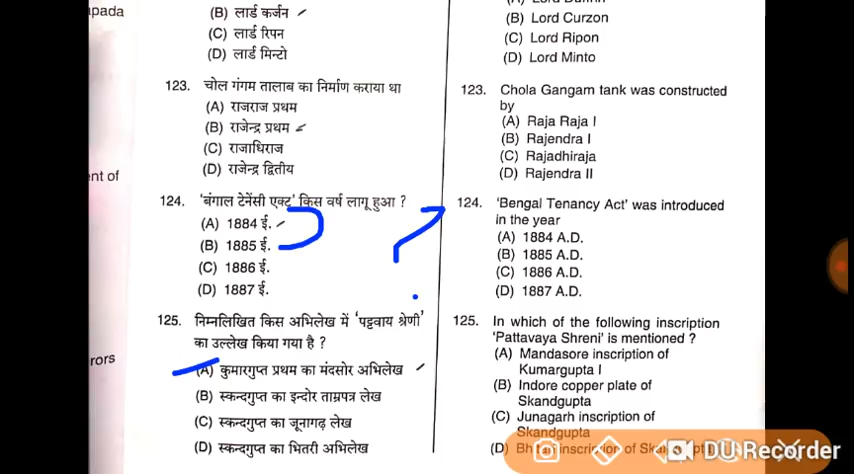 ipada
ent of
rors
(B) लार्ड कर्जन
(C) लार्ड रिपन
(D) लार्ड मिन्टो
123. चोल गंगम तालाब का निर्माण कराया था
(A) राजराज प्रथम
(B) राजेन्द्र प्रथम
(C) राजाधिराज
(D) राजेन्द्र द्वितीय
124. 'बंगाल टेनेंसी एक्ट' किस वर्ष लागू हुआ ?
(A) 1884 ई.
(B) 1885 ई.
(C) 1886 ई.
(D) 1887 ई.
125. निम्नलिखित किस अभिलेख में 'पट्टवाय श्रेणी'
का उल्लेख किया गया है ?
(A) कुमारगुप्त प्रथम का मंदसोर अभिलेख
(B) स्कन्दगुप्त का इन्दोर ताम्रपत्र लेख
(C) स्कन्दगुप्त का जूनागढ़ लेख
(D) स्कन्दगुप्त का भितरी अभिलेख
(B) Lord Curzon
(C) Lord Ripon
(D) Lord Minto
123. Chola Gangam tank was constructed
by
(A) Raja Raja I
(B) Rajendra I
(C) Rajadhiraja
(D) Rajendra II
124. 'Bengal Tenancy Act' was introduced
in the year
(A) 1884 A.D.
(B) 1885 A.D.
(C) 1886 A.D.
(D) 1887 A.D.
?
125. In which of the following inscription
'Pattavaya Shreni' is mentioned ?
(A) Mandasore inscription of
Kumargupta I
(B) Indore copper plate of
Skandgupta
(C) Junagarh inscription of
Skandgupta
(D) inscription of
DU Recorder